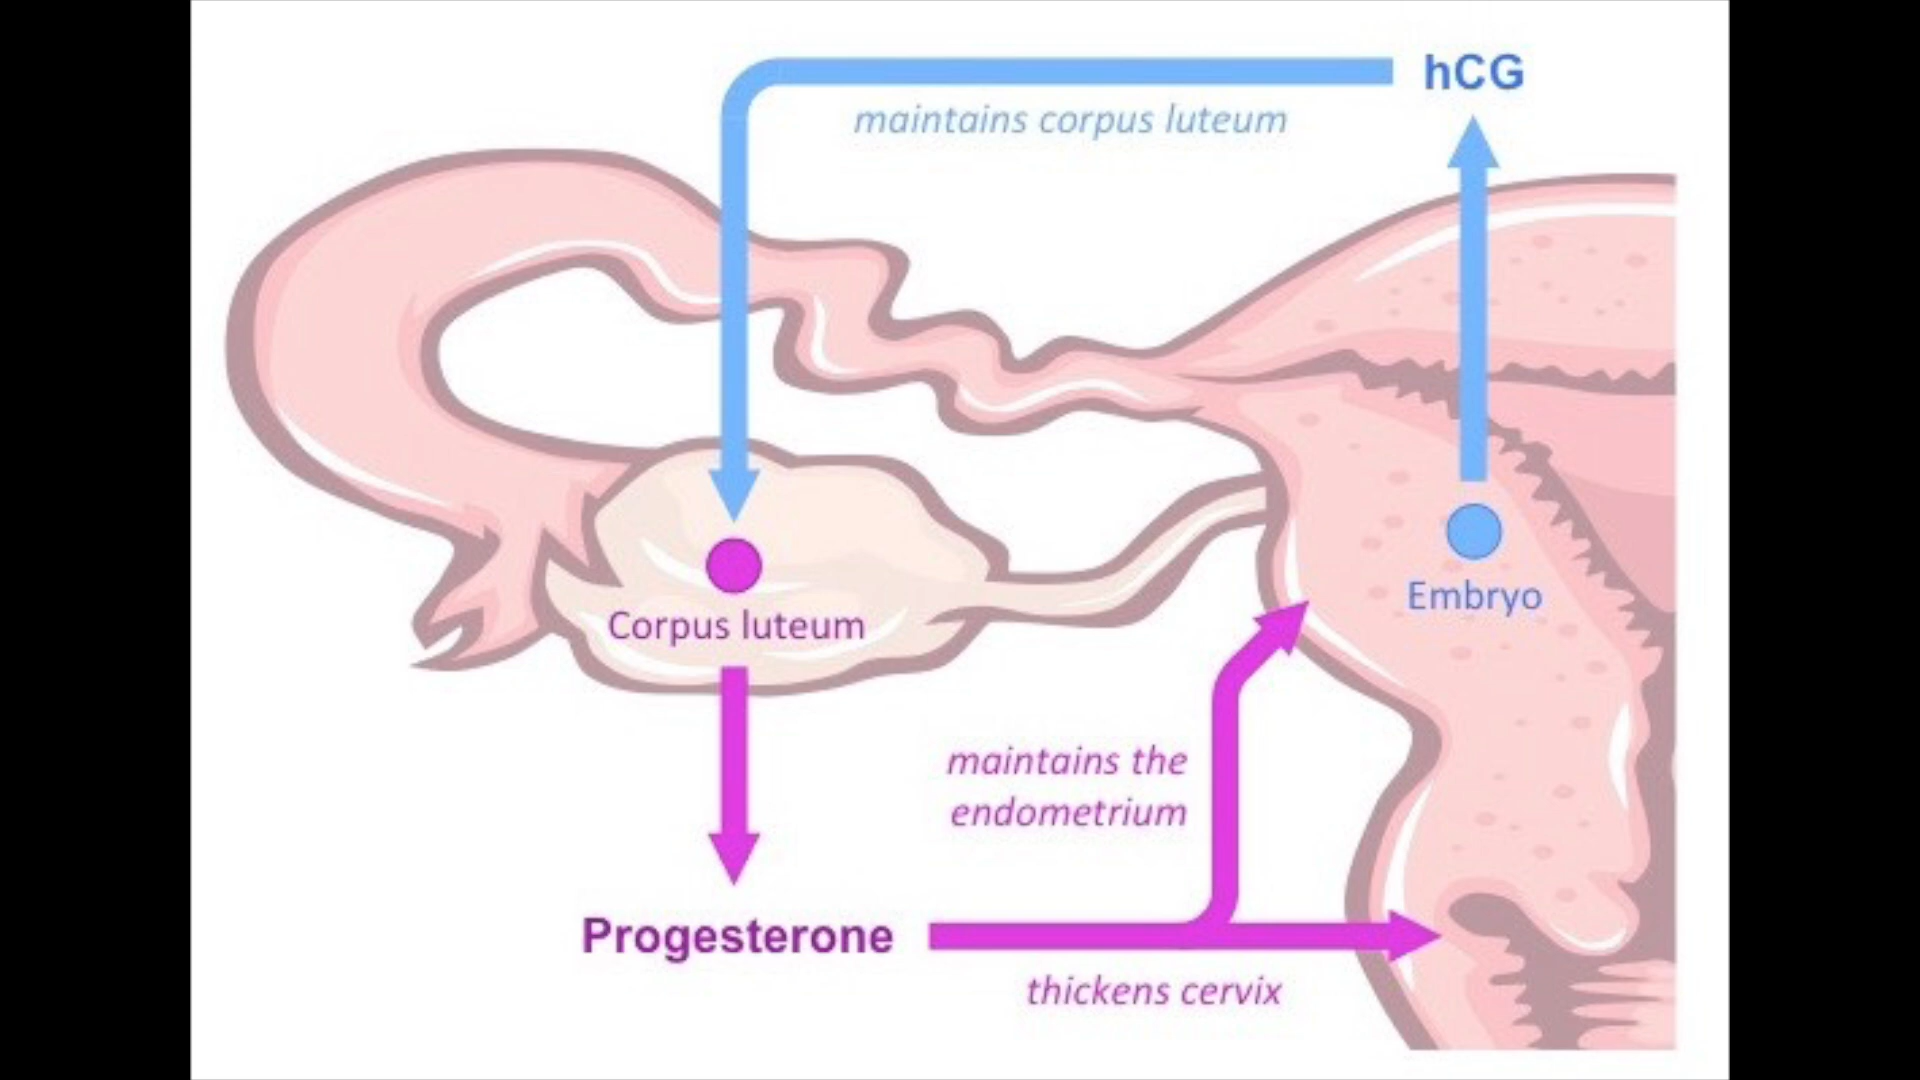 hCG
maintains corpus luteum
Embryo
Corpus luteum
maintains the
endometrium
Progesterone
thickens cervix